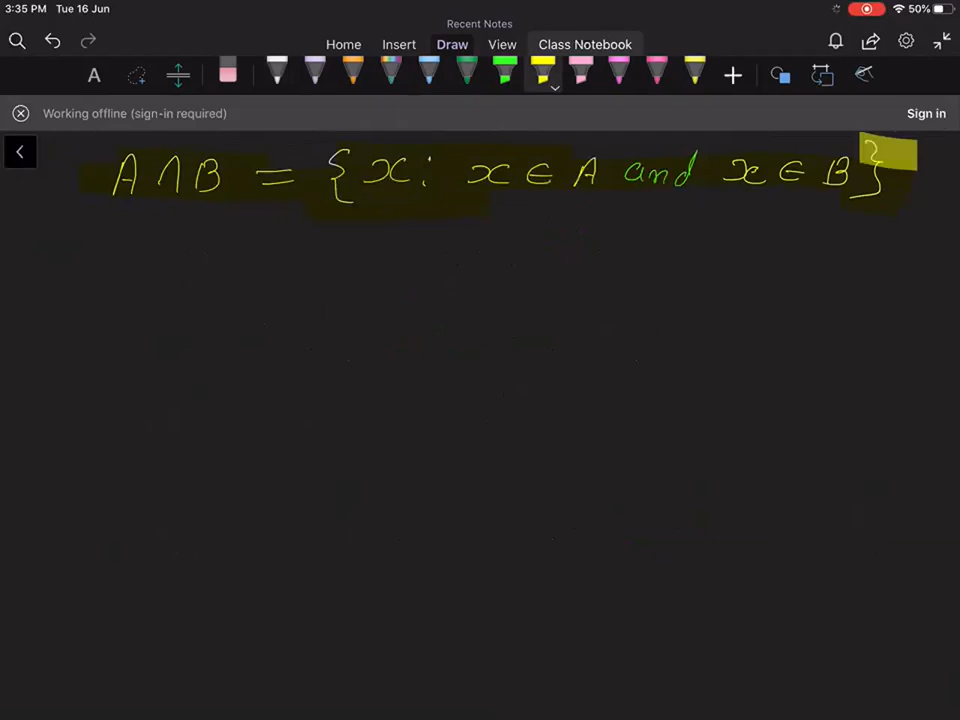 3:35 PM Tue 16 Jun 50%
Recent Notes
Home Insert Draw View Class Notebook
A
Working offline (sign-in required) Sign in
A ∩ B = {x: x ∈ A and x ∈ B}